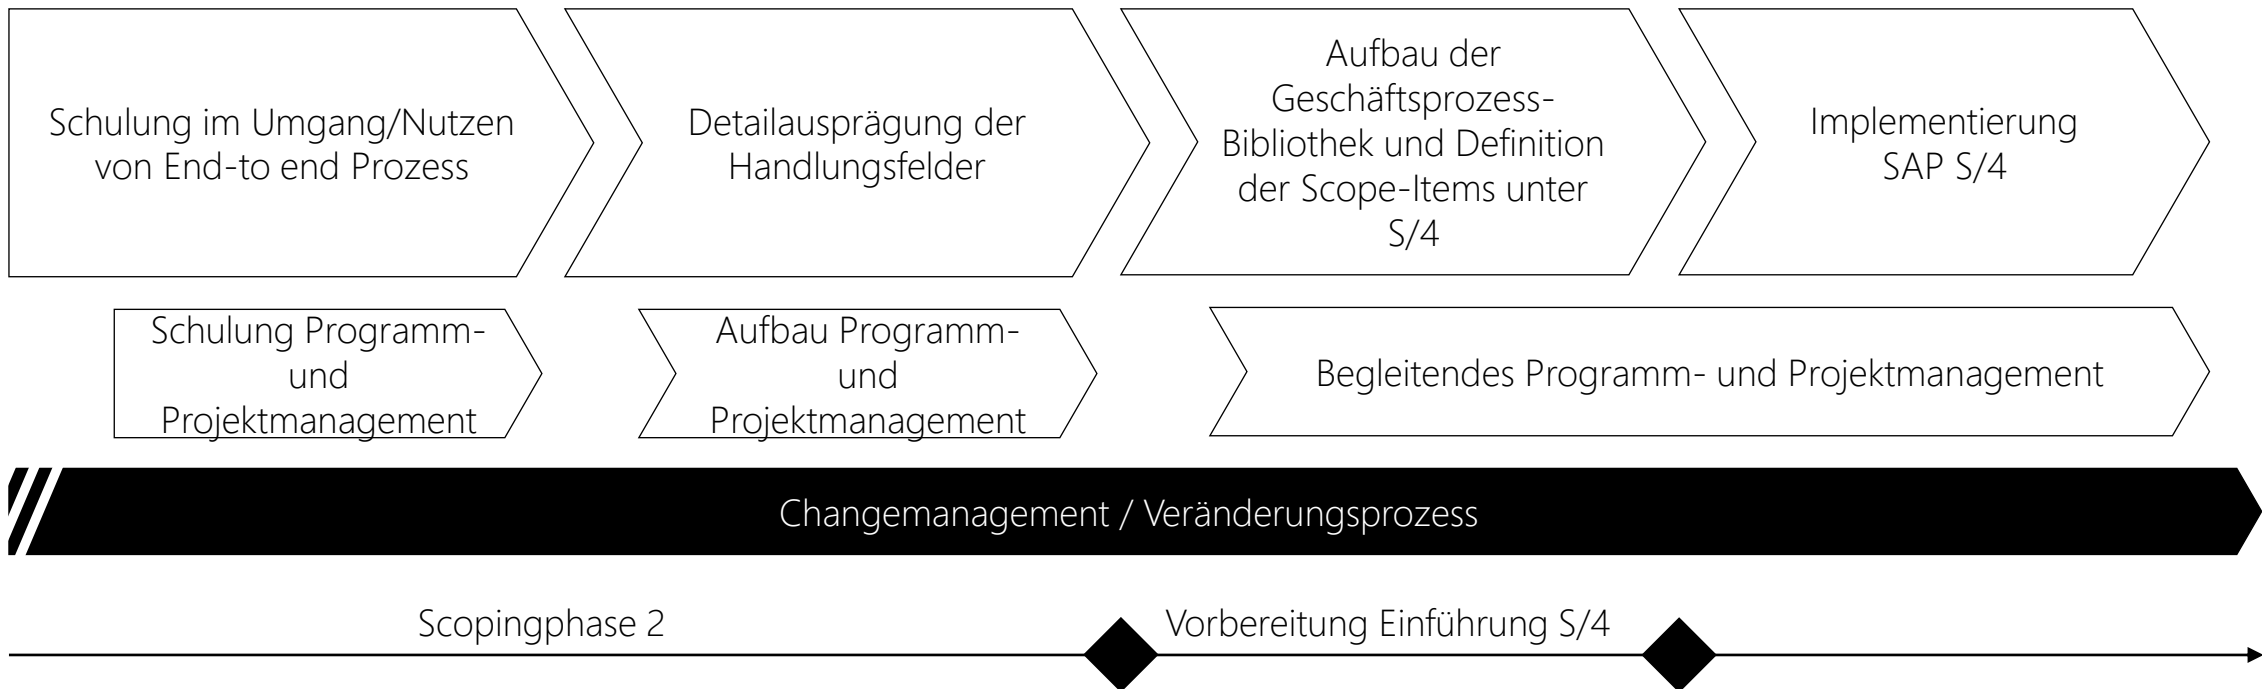 Schulung im Umgang/Nutzen
von End-to end Prozess
Detailausprägung der
Handlungsfelder
Aufbau der
Geschäftsprozess-
Bibliothek und Definition
der Scope-Items unter
S/4
Implementierung
SAP S/4
Schulung Programm-
und
Projektmanagement
Aufbau Programm-
und
Projektmanagement
Begleitendes Programm- und Projektmanagement
Changemanagement / Veränderungsprozess
Scopingphase 2
Vorbereitung Einführung S/4